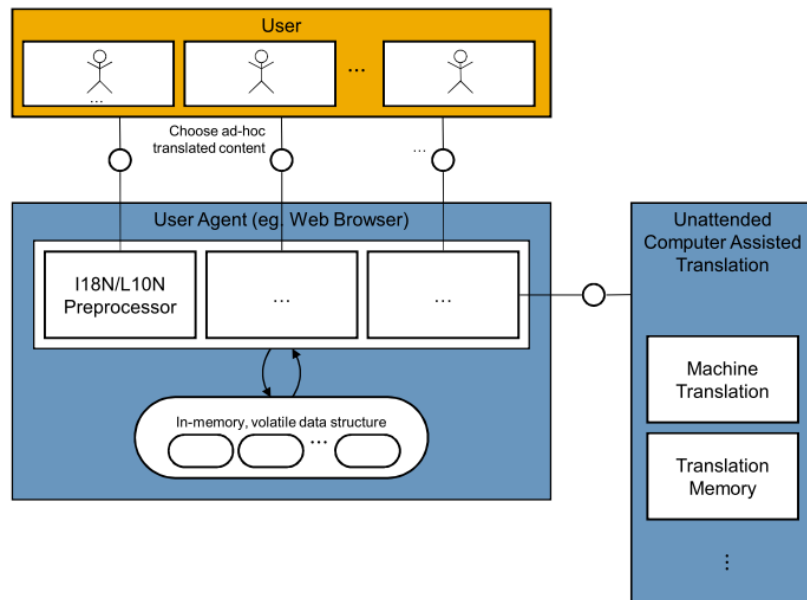 User
...
...
Choose ad-hoc
translated content
...
User Agent (eg. Web Browser)
I18N/L10N
Preprocessor
...
...
In-memory, volatile data structure
...
Unattended
Computer Assisted
Translation
Machine
Translation
Translation
Memory
...